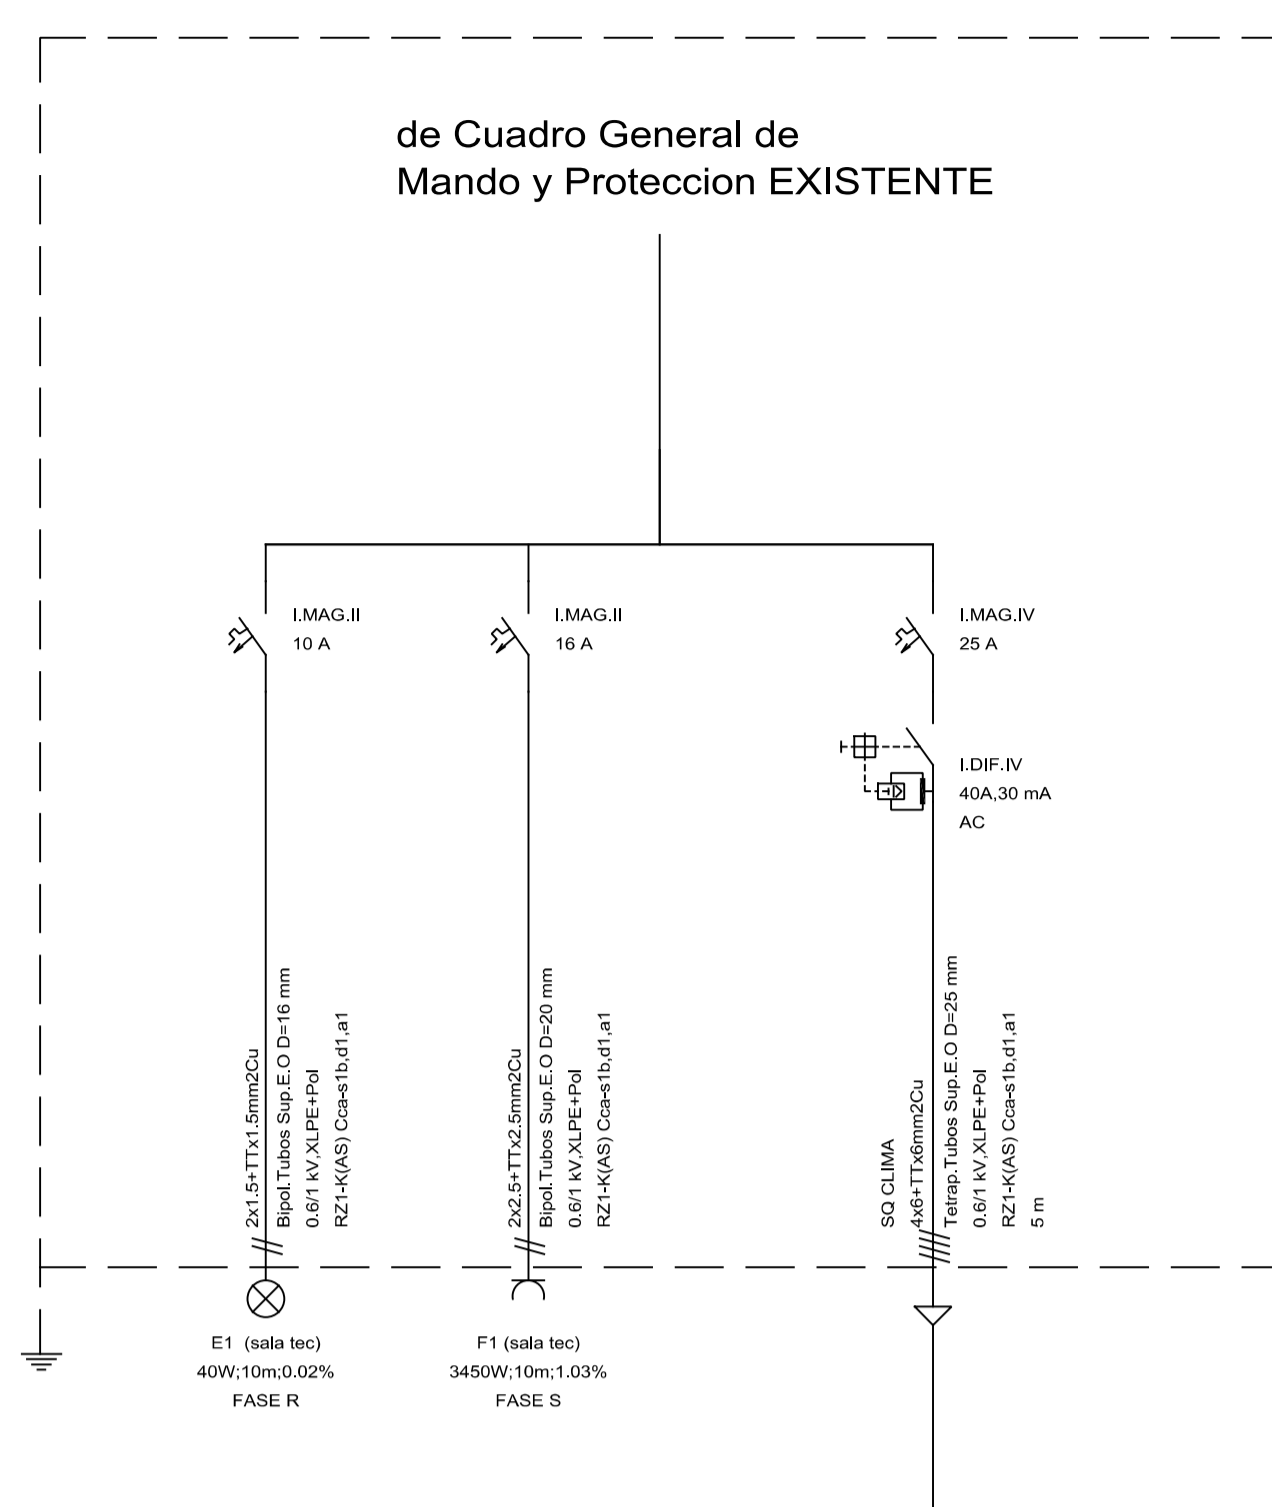 de Cuadro General de
Mando y Proteccion EXISTENTE
I.MAG.II
10 A
I.MAG.II
16 A
I.MAG.IV
25 A
I.DIF.IV
40A,30 mA
AC
2x1.5+TTx1.5mm2Cu
Bipol.Tubos Sup.E.O D=16 mm
0.6/1 kV,XLPE+Pol
RZ1-K(AS) Cca-s1b,d1,a1
2x2.5+TTx2.5mm2Cu
Bipol.Tubos Sup.E.O D=20 mm
0.6/1 kV,XLPE+Pol
RZ1-K(AS) Cca-s1b,d1,a1
SQ CLIMA
4x6+TTx6mm2Cu
Tetrap.Tubos Sup.E.O D=25 mm
0.6/1 kV,XLPE+Pol
RZ1-K(AS) Cca-s1b,d1,a1
5 m
E1 (sala tec)
40W;10m;0.02%
FASE R
F1 (sala tec)
3450W;10m;1.03%
FASE S